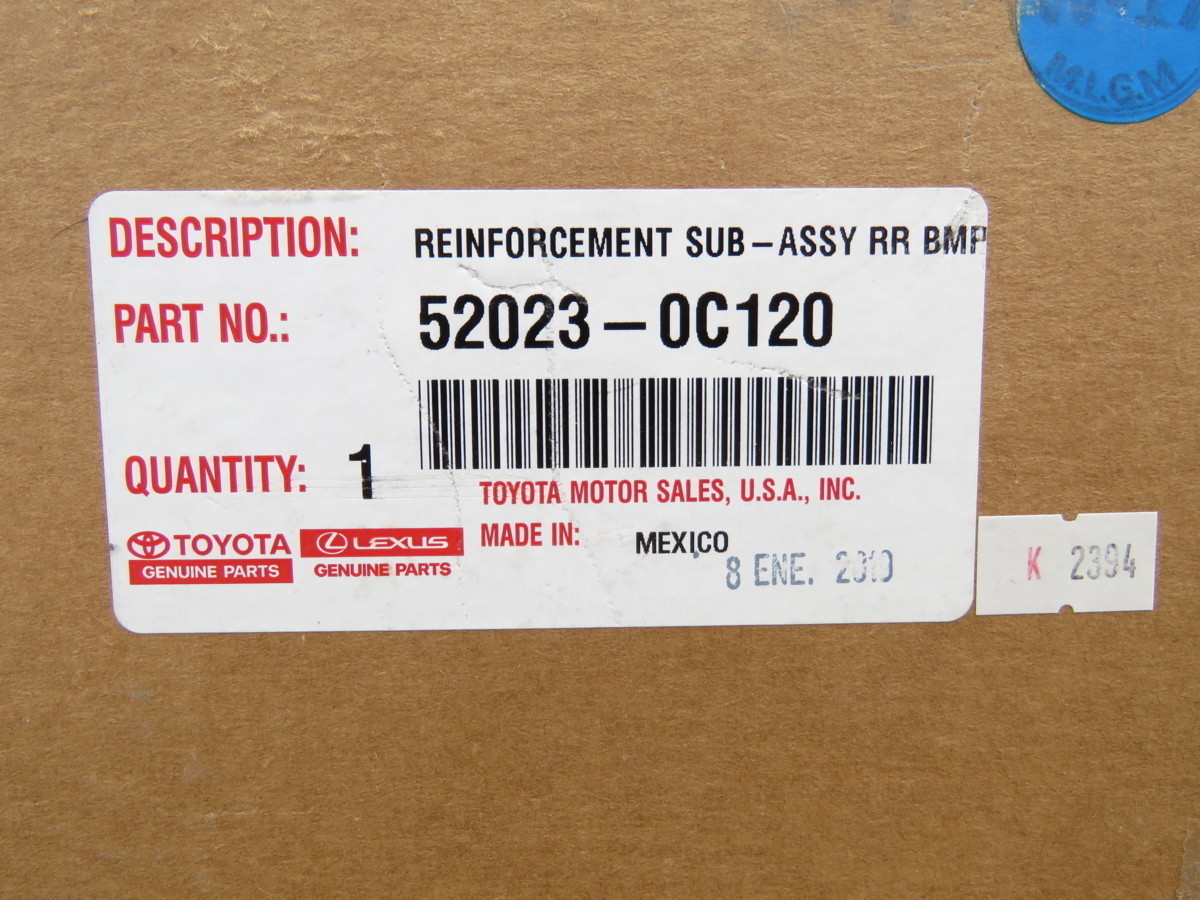 M.L.G.M
DESCRIPTION: REINFORCEMENT SUB-ASSY RR BMP
PART NO.: 52023-0C120
QUANTITY: 1
TOYOTA MOTOR SALES, U.S.A., INC.
TOYOTA
GENUINE PARTS
LEXUS
GENUINE PARTS
MADE IN: MEXICO
8 ENE.
K 2394